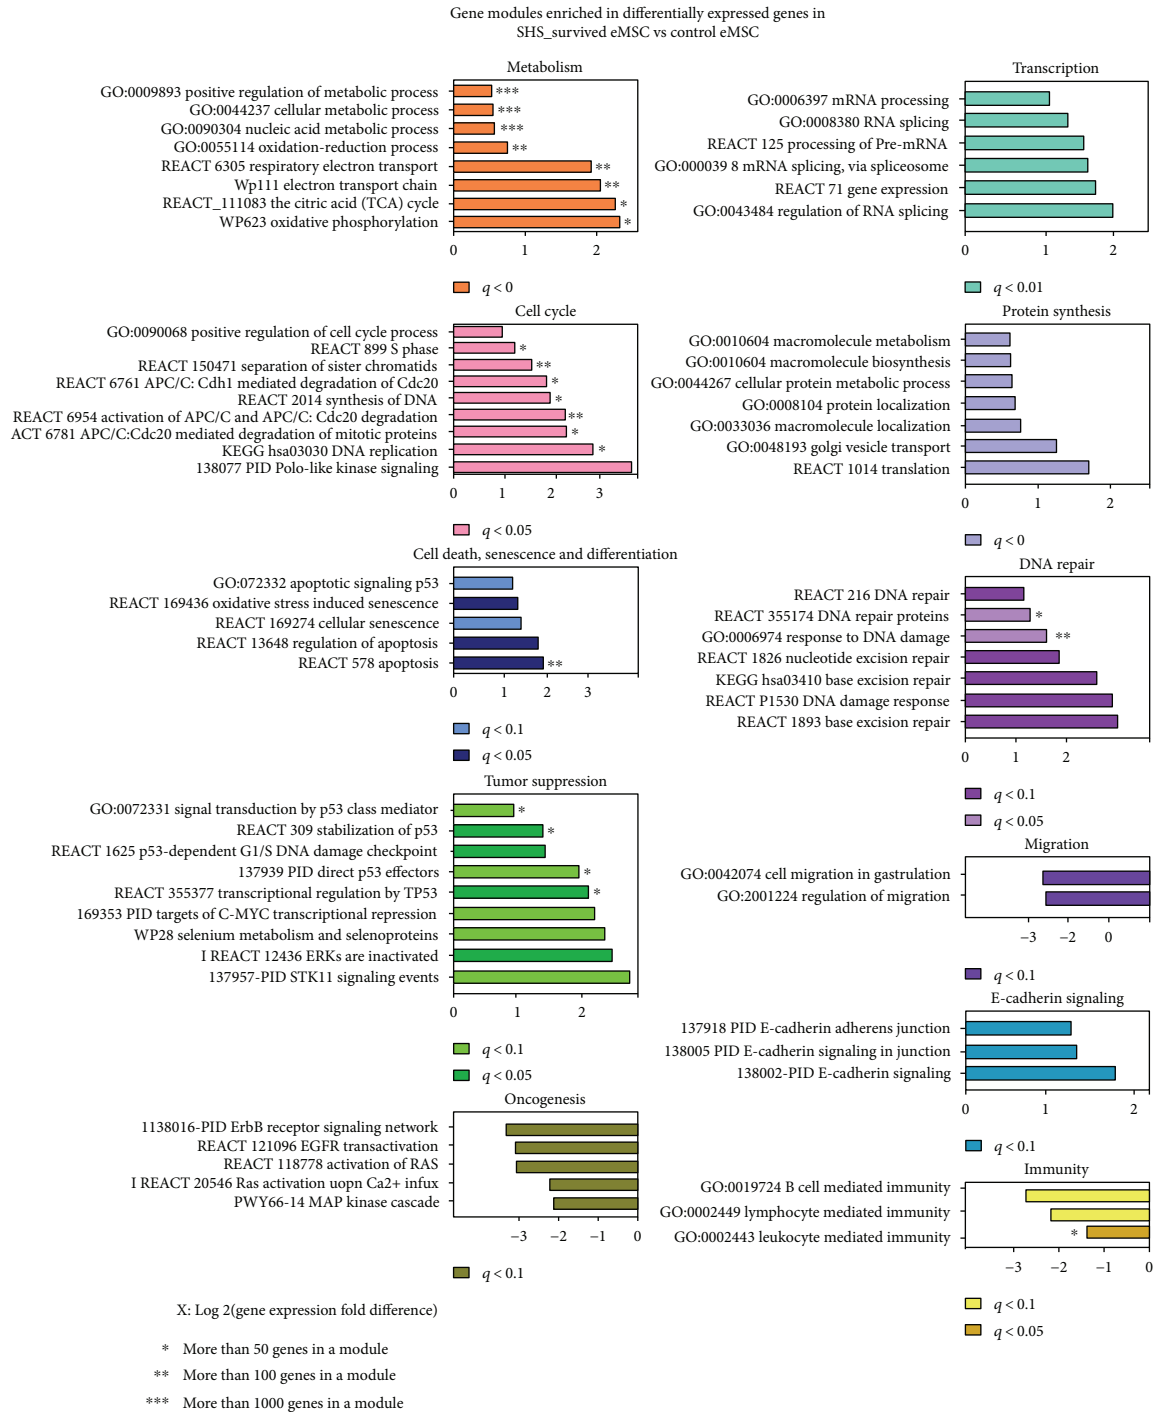 Gene modules enriched in differentially expressed genes in
SHS_survived eMSC vs control eMSC
Metabolism
GO:0009893 positive regulation of metabolic process
***
GO:0044237 cellular metabolic process
***
GO:0090304 nucleic acid metabolic process
***
GO:0055114 oxidation-reduction process
**
REACT 6305 respiratory electron transport
**
Wp111 electron transport chain
**
REACT_111083 the citric acid (TCA) cycle
*
WP623 oxidative phosphorylation
*
0 1 2
q < 0
Cell cycle
GO:0090068 positive regulation of cell cycle process
REACT 899 S phase
*
REACT 150471 separation of sister chromatids
**
REACT 6761 APC/C: Cdh1 mediated degradation of Cdc20
*
REACT 2014 synthesis of DNA
*
REACT 6954 activation of APC/C and APC/C: Cdc20 degradation
**
ACT 6781 APC/C:Cdc20 mediated degradation of mitotic proteins
*
KEGG hsa03030 DNA replication
*
138077 PID Polo-like kinase signaling
0 1 2 3
q < 0.05
Cell death, senescence and differentiation
GO:072332 apoptotic signaling p53
REACT 169436 oxidative stress induced senescence
REACT 169274 cellular senescence
REACT 13648 regulation of apoptosis
REACT 578 apoptosis
**
0 1 2 3
q < 0.1
q < 0.05
Tumor suppression
GO:0072331 signal transduction by p53 class mediator
*
REACT 309 stabilization of p53
*
REACT 1625 p53-dependent G1/S DNA damage checkpoint
137939 PID direct p53 effectors
*
REACT 355377 transcriptional regulation by TP53
*
169353 PID targets of C-MYC transcriptional repression
WP28 selenium metabolism and selenoproteins
I REACT 12436 ERKs are inactivated
137957-PID STK11 signaling events
0 1 2
q < 0.1
q < 0.05
Oncogenesis
1138016-PID ErbB receptor signaling network
REACT 121096 EGFR transactivation
REACT 118778 activation of RAS
I REACT 20546 Ras activation uopn Ca2+ infux
PWY66-14 MAP kinase cascade
−3 −2 −1 0
q < 0.1
Transcription
GO:0006397 mRNA processing
GO:0008380 RNA splicing
REACT 125 processing of Pre-mRNA
GO:000039 8 mRNA splicing, via spliceosome
REACT 71 gene expression
GO:0043484 regulation of RNA splicing
0 1 2
q < 0.01
Protein synthesis
GO:0010604 macromolecule metabolism
GO:0010604 macromolecule biosynthesis
GO:0044267 cellular protein metabolic process
GO:0008104 protein localization
GO:0033036 macromolecule localization
GO:0048193 golgi vesicle transport
REACT 1014 translation
0 1 2
q < 0
DNA repair
REACT 216 DNA repair
REACT 355174 DNA repair proteins
*
GO:0006974 response to DNA damage
**
REACT 1826 nucleotide excision repair
KEGG hsa03410 base excision repair
REACT P1530 DNA damage response
REACT 1893 base excision repair
0 1 2
q < 0.1
q < 0.05
Migration
GO:0042074 cell migration in gastrulation
GO:2001224 regulation of migration
−3 −2 0
q < 0.1
E-cadherin signaling
137918 PID E-cadherin adherens junction
138005 PID E-cadherin signaling in junction
138002-PID E-cadherin signaling
0 1 2
q < 0.1
Immunity
GO:0019724 B cell mediated immunity
GO:0002449 lymphocyte mediated immunity
GO:0002443 leukocyte mediated immunity
*
−3 −2 −1 0
q < 0.1
q < 0.05
X: Log 2(gene expression fold difference)
* More than 50 genes in a module
** More than 100 genes in a module
*** More than 1000 genes in a module